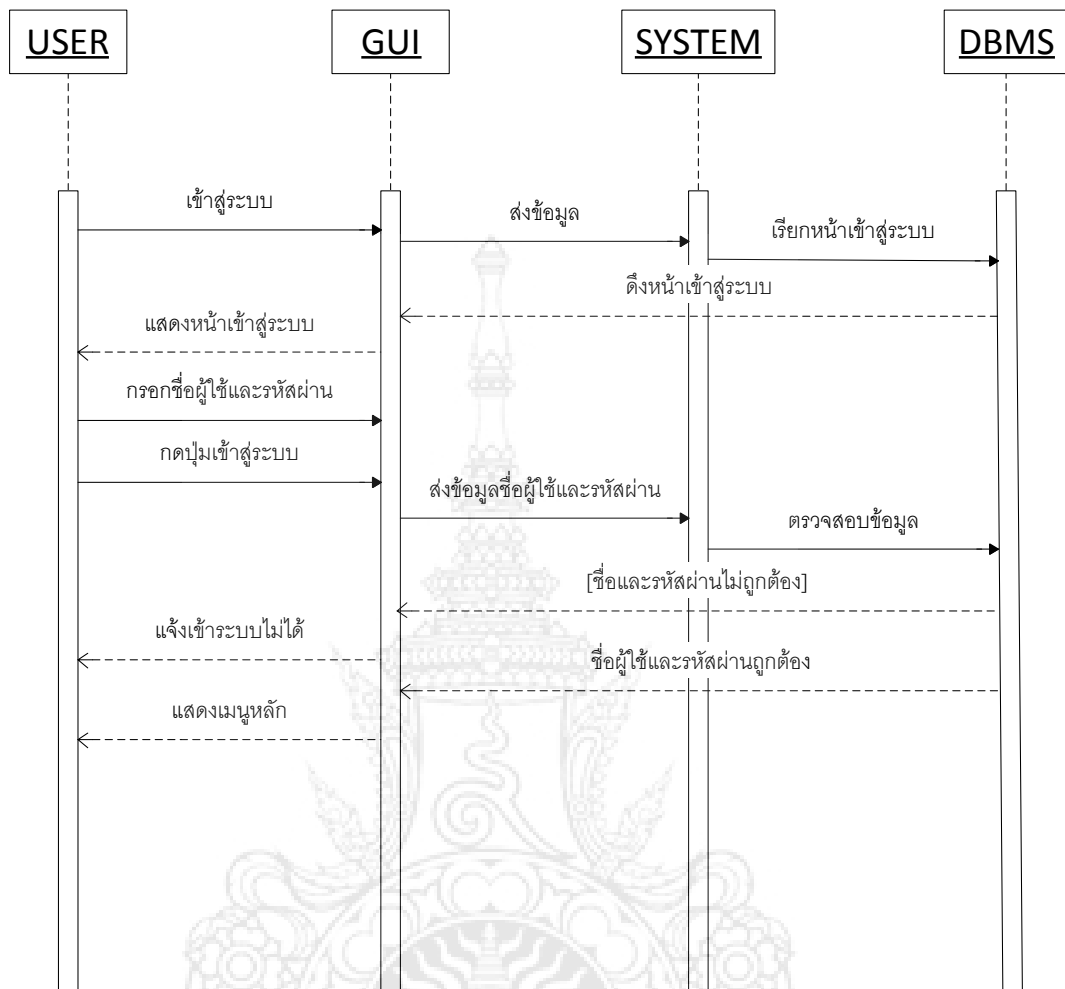 USER
GUI
SYSTEM
DBMS
เข้าสู่ระบบ
ส่งข้อมูล
เรียกหน้าเข้าสู่ระบบ
ดึงหน้าเข้าสู่ระบบ
แสดงหน้าเข้าสู่ระบบ
กรอกชื่อผู้ใช้และรหัสผ่าน
กดปุ่มเข้าสู่ระบบ
ส่งข้อมูลชื่อผู้ใช้และรหัสผ่าน
ตรวจสอบข้อมูล
[ชื่อและรหัสผ่านไม่ถูกต้อง]
แจ้งเข้าระบบไม่ได้
ชื่อผู้ใช้และรหัสผ่านถูกต้อง
แสดงเมนูหลัก